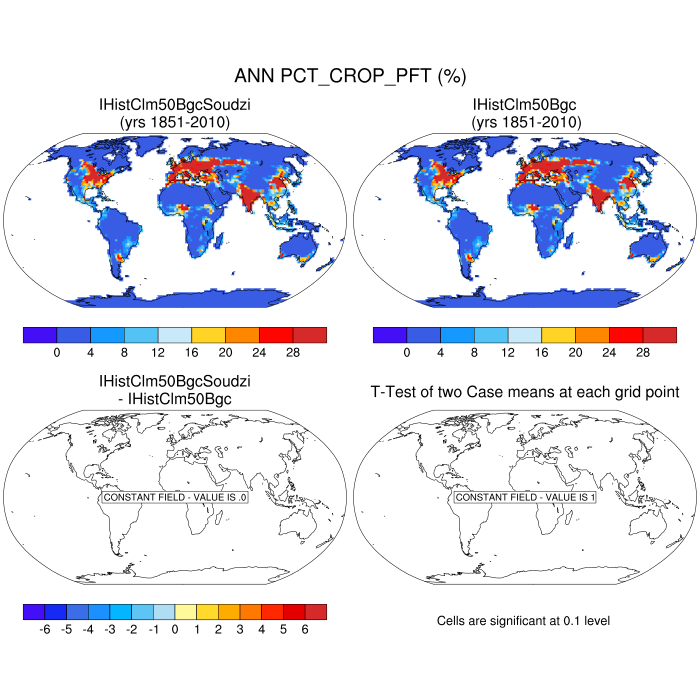 ANN PCT_CROP_PFT (%)
IHistClm50BgcSoudzi
(yrs 1851-2010)
IHistClm50Bgc
(yrs 1851-2010)
0 4 8 12 16 20 24 28
0 4 8 12 16 20 24 28
IHistClm50BgcSoudzi
- IHistClm50Bgc
T-Test of two Case means at each grid point
CONSTANT FIELD - VALUE IS .0
CONSTANT FIELD - VALUE IS 1
-6 -5 -4 -3 -2 -1 0 1 2 3 4 5 6
Cells are significant at 0.1 level